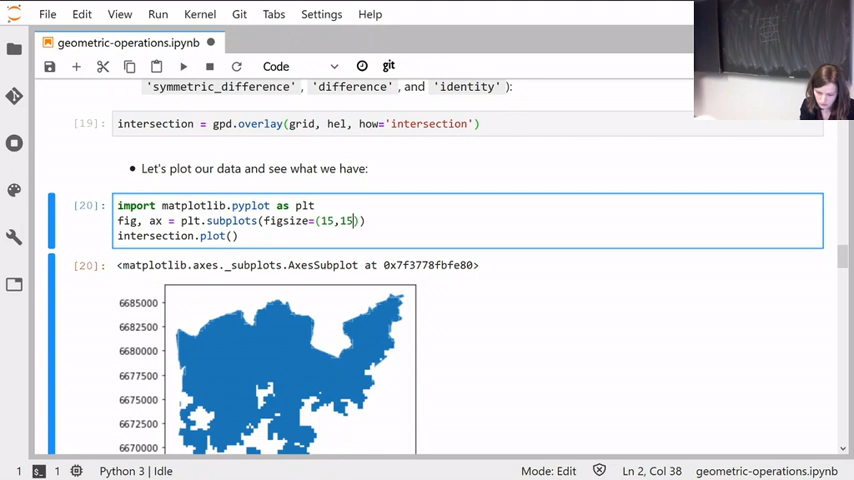 File Edit View Run Kernel Git Tabs Settings Help
geometric-operations.ipynb
Code git
'symmetric_difference', 'difference', and 'identity'):
[19]: intersection = gpd.overlay(grid, hel, how='intersection')
• Let's plot our data and see what we have:
[20]: import matplotlib.pyplot as plt
fig, ax = plt.subplots(figsize=(15,15))
intersection.plot()
[20]: <matplotlib.axes._subplots.AxesSubplot at 0x7f3778fbfe80>
6685000
6682500
6680000
6677500
6675000
6672500
6670000
1 1 Python 3 | Idle Mode: Edit Ln 2, Col 38 geometric-operations.ipynb